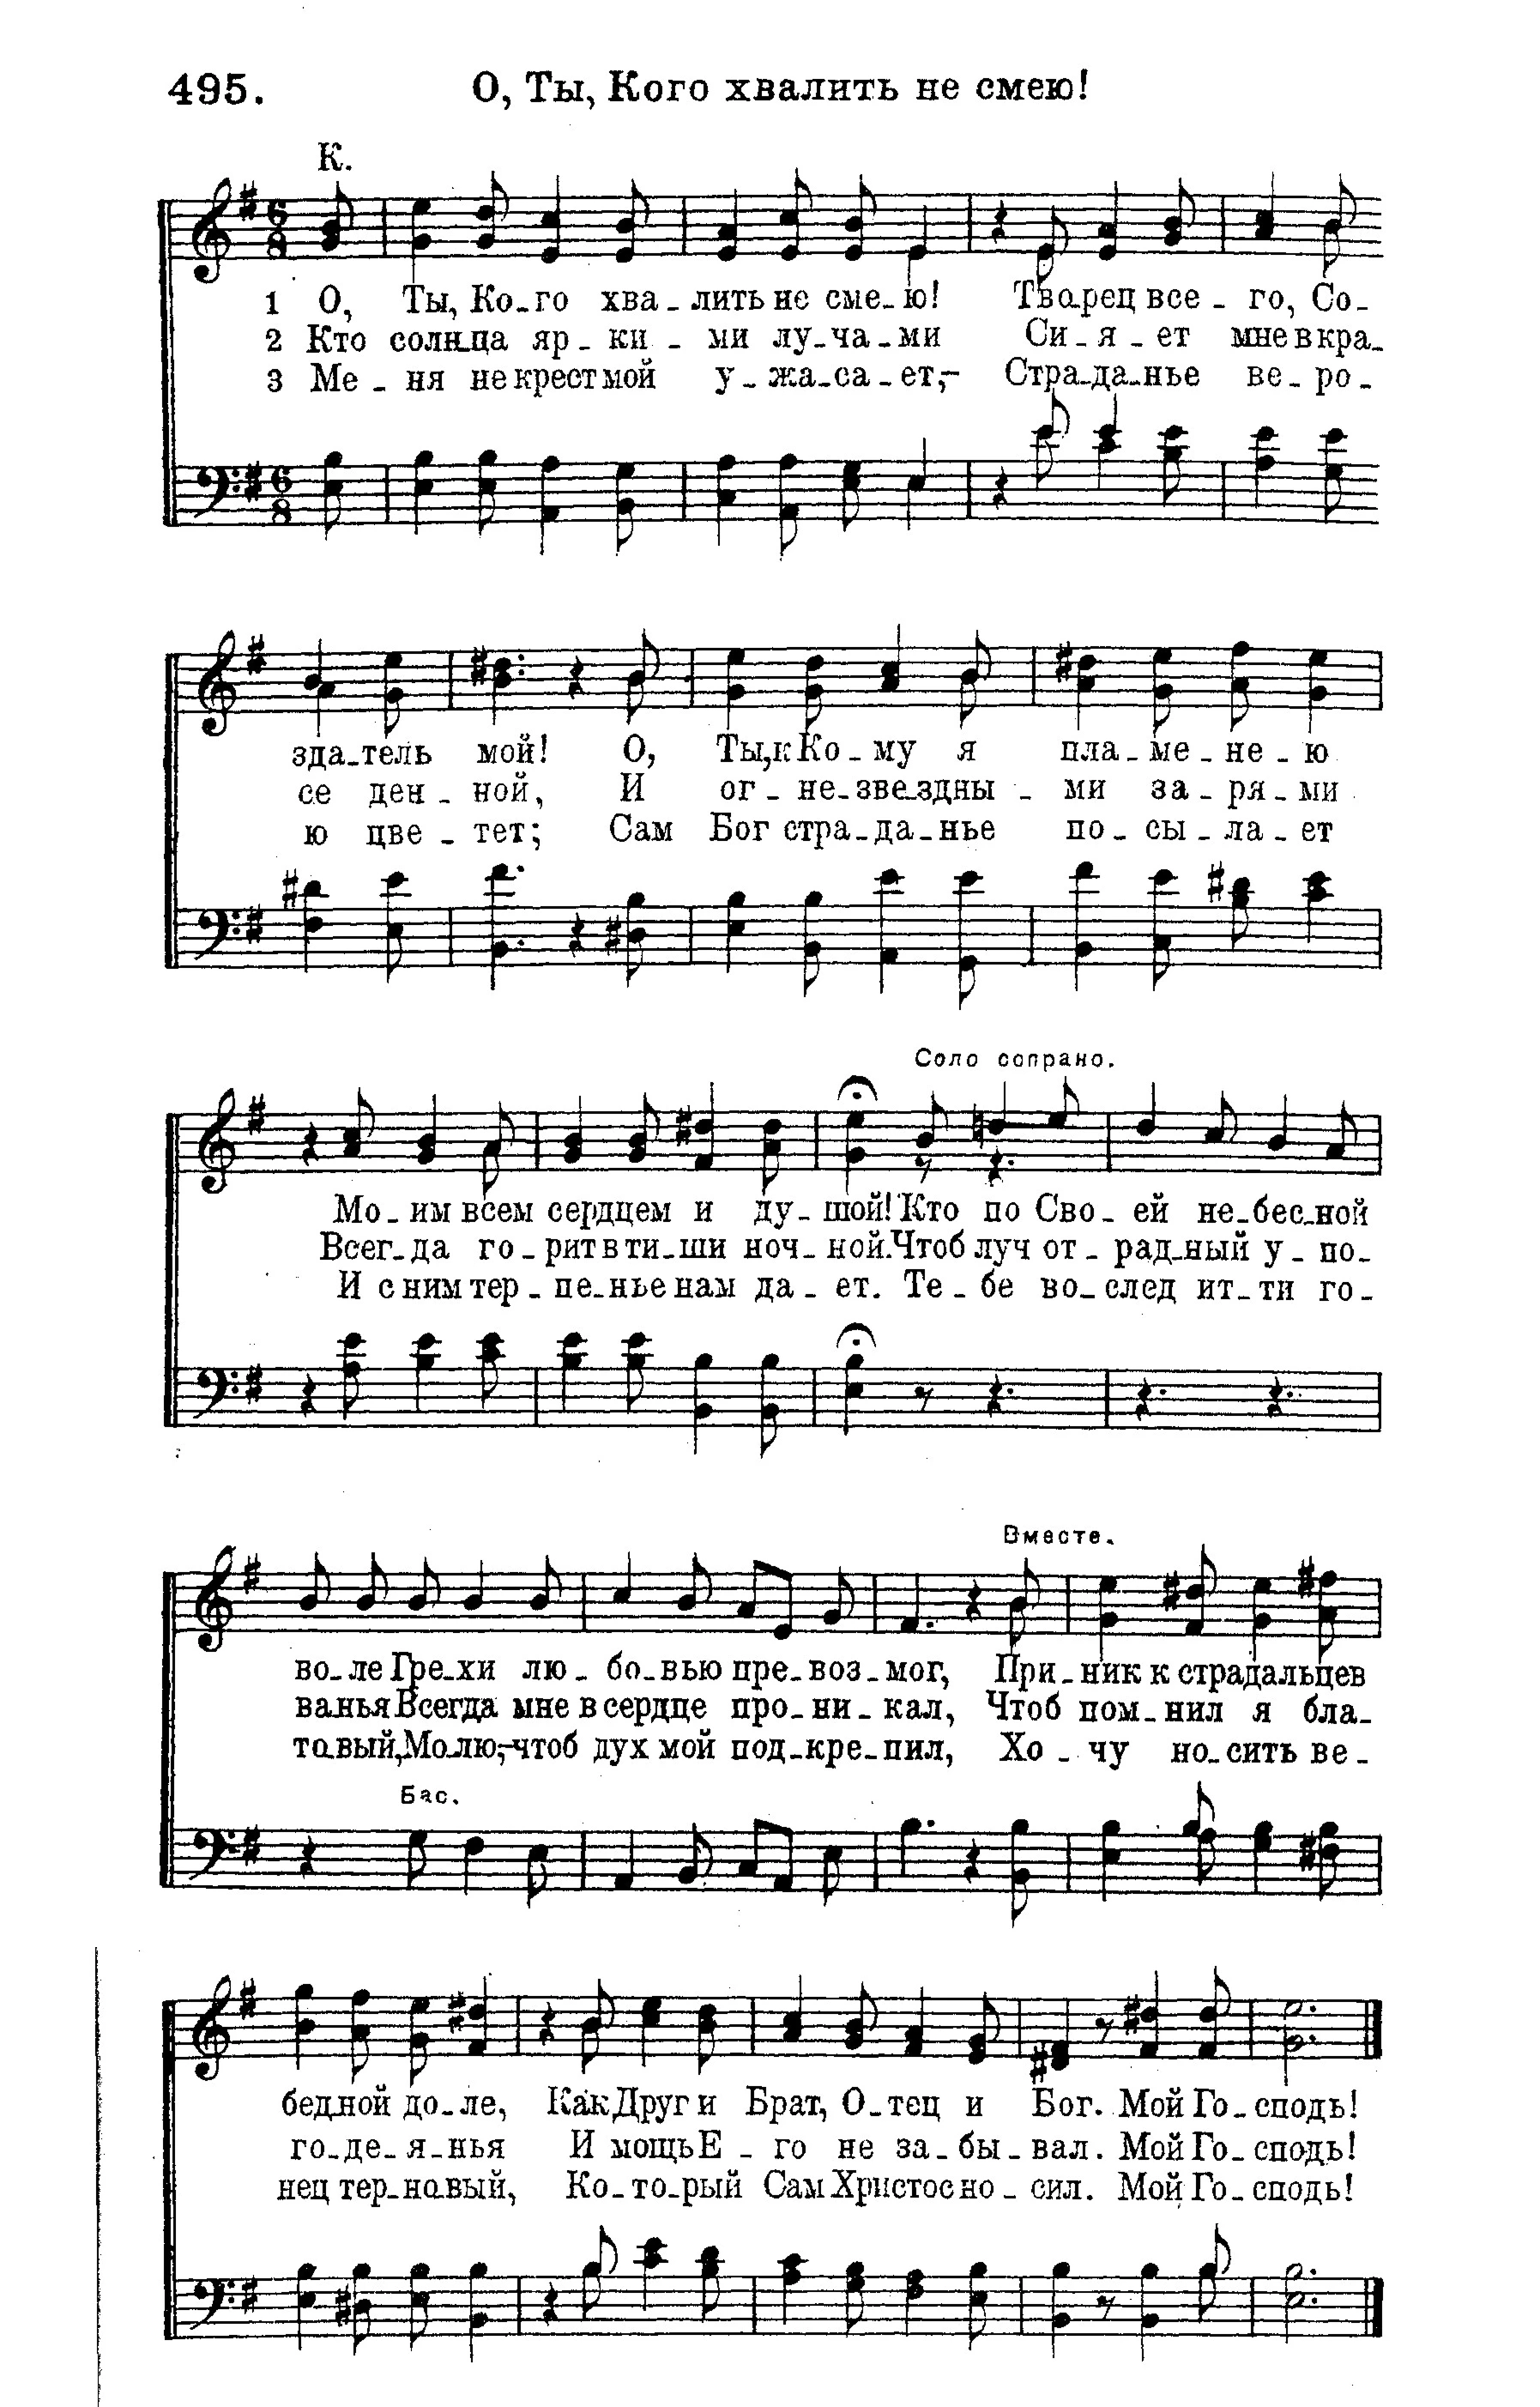 495. О, Ты, Кого хвалить не смею!
К.
1 О, Ты, Ко-го хва-лить не сме-ю! Творец все-го, Со-
2 Кто солнца яр-ки-ми лу-ча-ми Си-я-ет мне в кра-
3 Ме-ня не крест мой у-жа-са-ет,- Стра-да-нье ве-ро-
зда-тель мой! О, Ты, к Ко-му я пла-ме-не-ю
се ден-ной, И ог-не-звездны-ми за-ря-ми
ю цве-тет; Сам Бог стра-да-нье по-сы-ла-ет
Соло сопрано.
Мо-им всем сердцем и ду-шой! Кто по Сво-ей не-бес-ной
Всег-да го-рит в ти-ши ноч-ной. Чтоб луч от-рад-ный у-по-
И с ним тер-пе-нье нам да-ет. Те-бе во-след ит-ти го-
Вместе.
во-ле Гре-хи лю-бо-вью пре-воз-мог, При-ник к страдальцев
ванья Всегда мне в сердце про-ни-кал, Чтоб пом-нил я бла-
товый, Молю,-чтоб дух мой под-кре-пил, Хо-чу но-сить ве-
Бас.
бедной до-ле, Как Друг и Брат, О-тец и Бог. Мой Го-сподь!
го-де-я-нья И мощь Е-го не за-бы-вал. Мой Го-сподь!
нец тер-новый, Ко-то-рый Сам Христос но-сил. Мой Го-сподь!